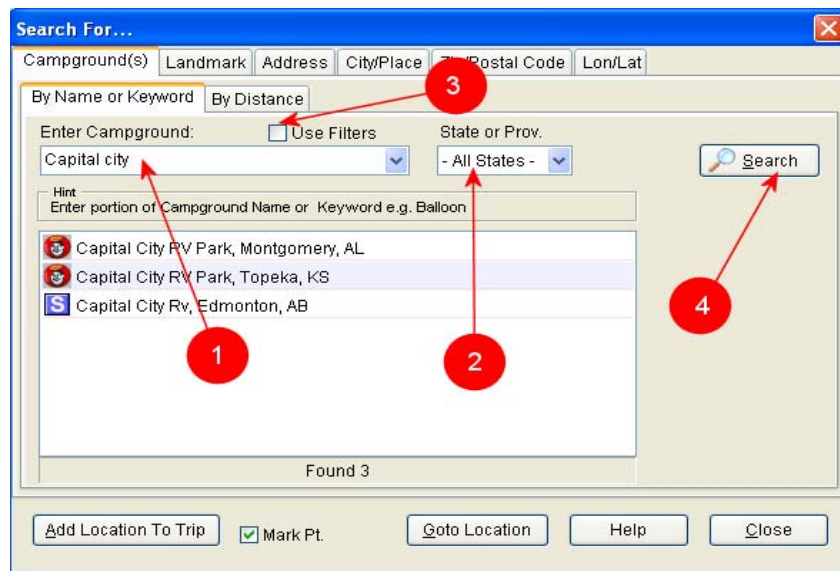 Search For...
Campground(s) Landmark Address City/Place Postal Code Lon/Lat
By Name or Keyword By Distance
3
Enter Campground: Use Filters State or Prov.
Capital city - All States - Search
Hint
Enter portion of Campground Name or Keyword e.g. Balloon
Capital City RV Park, Montgomery, AL
Capital City RV Park, Topeka, KS
S Capital City Rv, Edmonton, AB
1 2 4
Found 3
Add Location To Trip Mark Pt. Goto Location Help Close